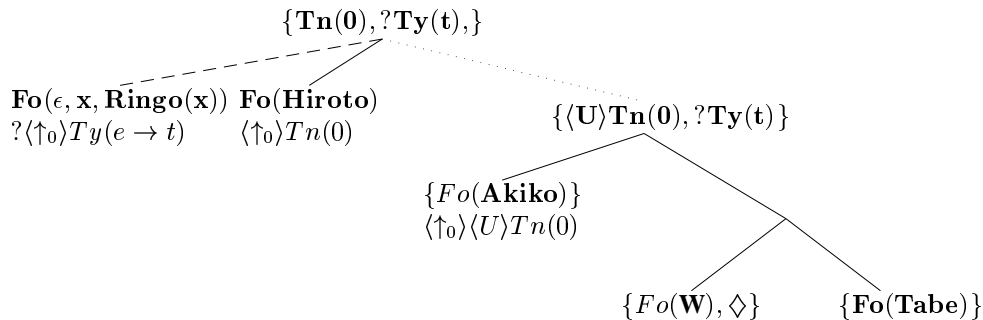 {Tn(0), ?Ty(t),}
Fo(ϵ, x, Ringo(x)) Fo(Hiroto)
?⟨↑₀⟩Ty(e → t) ⟨↑₀⟩Tn(0)
{⟨U⟩Tn(0), ?Ty(t)}
{Fo(Akiko)}
⟨↑₀⟩⟨U⟩Tn(0)
{Fo(W), ♢} {Fo(Tabe)}